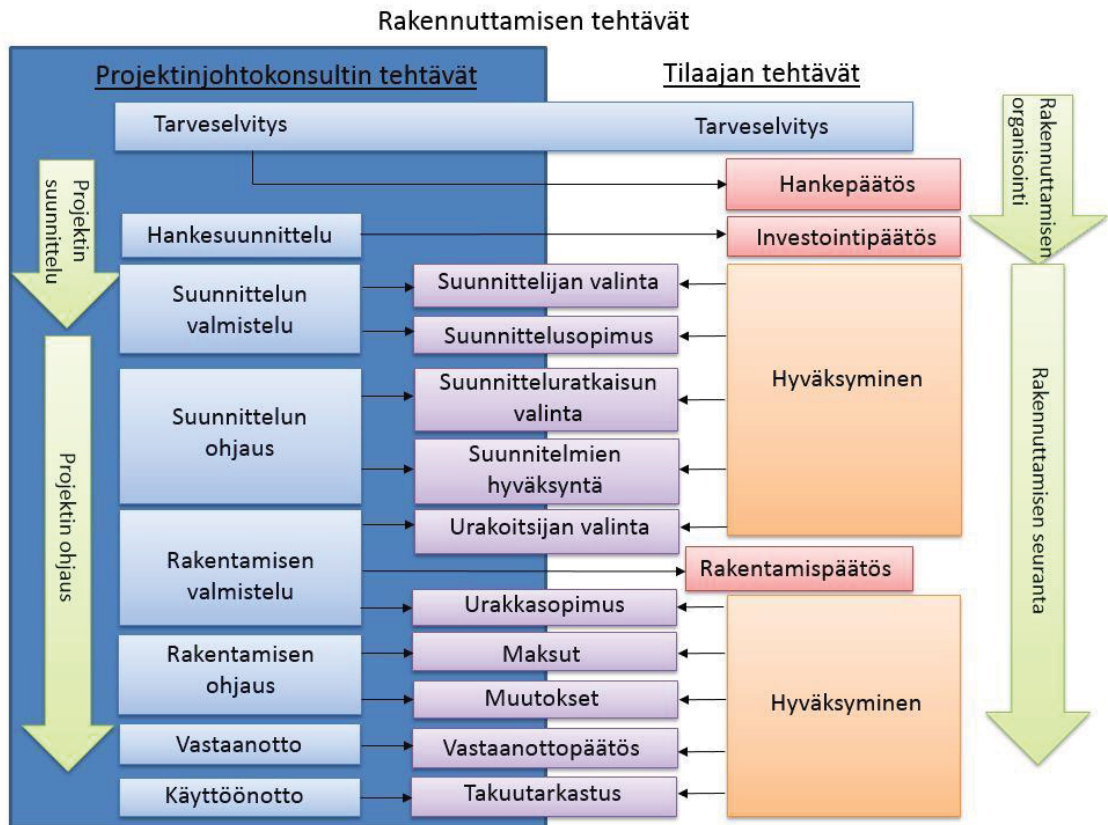 Rakennuttamisen tehtävät
Projektinjohtokonsultin tehtävät
Tilaajan tehtävät
Tarveselvitys
Tarveselvitys
Projektin
suunnittelu
Rakennuttamisen
organisointi
Hankepäätös
Hankesuunnittelu
Investointipäätös
Suunnittelun
valmistelu
Suunnittelijan valinta
Suunnittelusopimus
Hyväksyminen
Suunnittelun
ohjaus
Suunnitteluratkaisun
valinta
Suunnitelmien
hyväksyntä
Projektin ohjaus
Rakennuttamisen seuranta
Rakentamisen
valmistelu
Urakoitsijan valinta
Rakentamispäätös
Urakkasopimus
Rakentamisen
ohjaus
Maksut
Muutokset
Hyväksyminen
Vastaanotto
Vastaanottopäätös
Käyttöönotto
Takuutarkastus